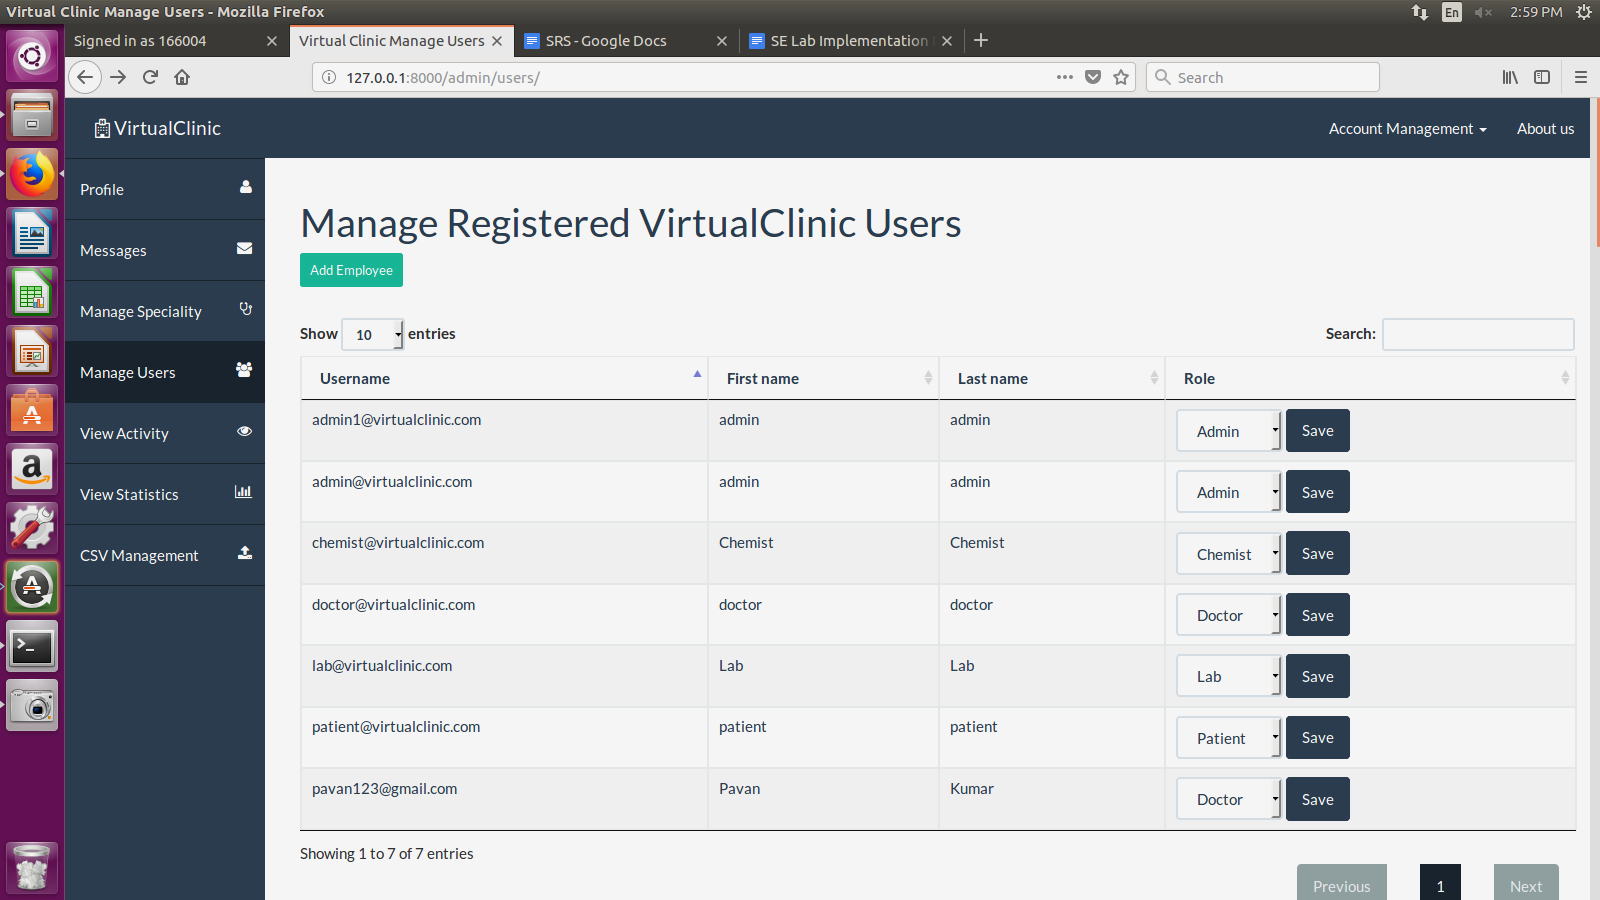 Virtual Clinic Manage Users - Mozilla Firefox
En
2:59 PM
Signed in as 166004
Virtual Clinic Manage Users
SRS - Google Docs
SE Lab Implementation
127.0.0.1:8000/admin/users/
Search
VirtualClinic
Account Management
About us
Profile
Messages
Manage Speciality
Manage Users
View Activity
View Statistics
CSV Management
Manage Registered VirtualClinic Users
Add Employee
Show 10 entries
Search:
Username First name Last name Role
admin1@virtualclinic.com admin admin Admin Save
admin@virtualclinic.com admin admin Admin Save
chemist@virtualclinic.com Chemist Chemist Chemist Save
doctor@virtualclinic.com doctor doctor Doctor Save
lab@virtualclinic.com Lab Lab Lab Save
patient@virtualclinic.com patient patient Patient Save
pavan123@gmail.com Pavan Kumar Doctor Save
Showing 1 to 7 of 7 entries
Previous 1 Next